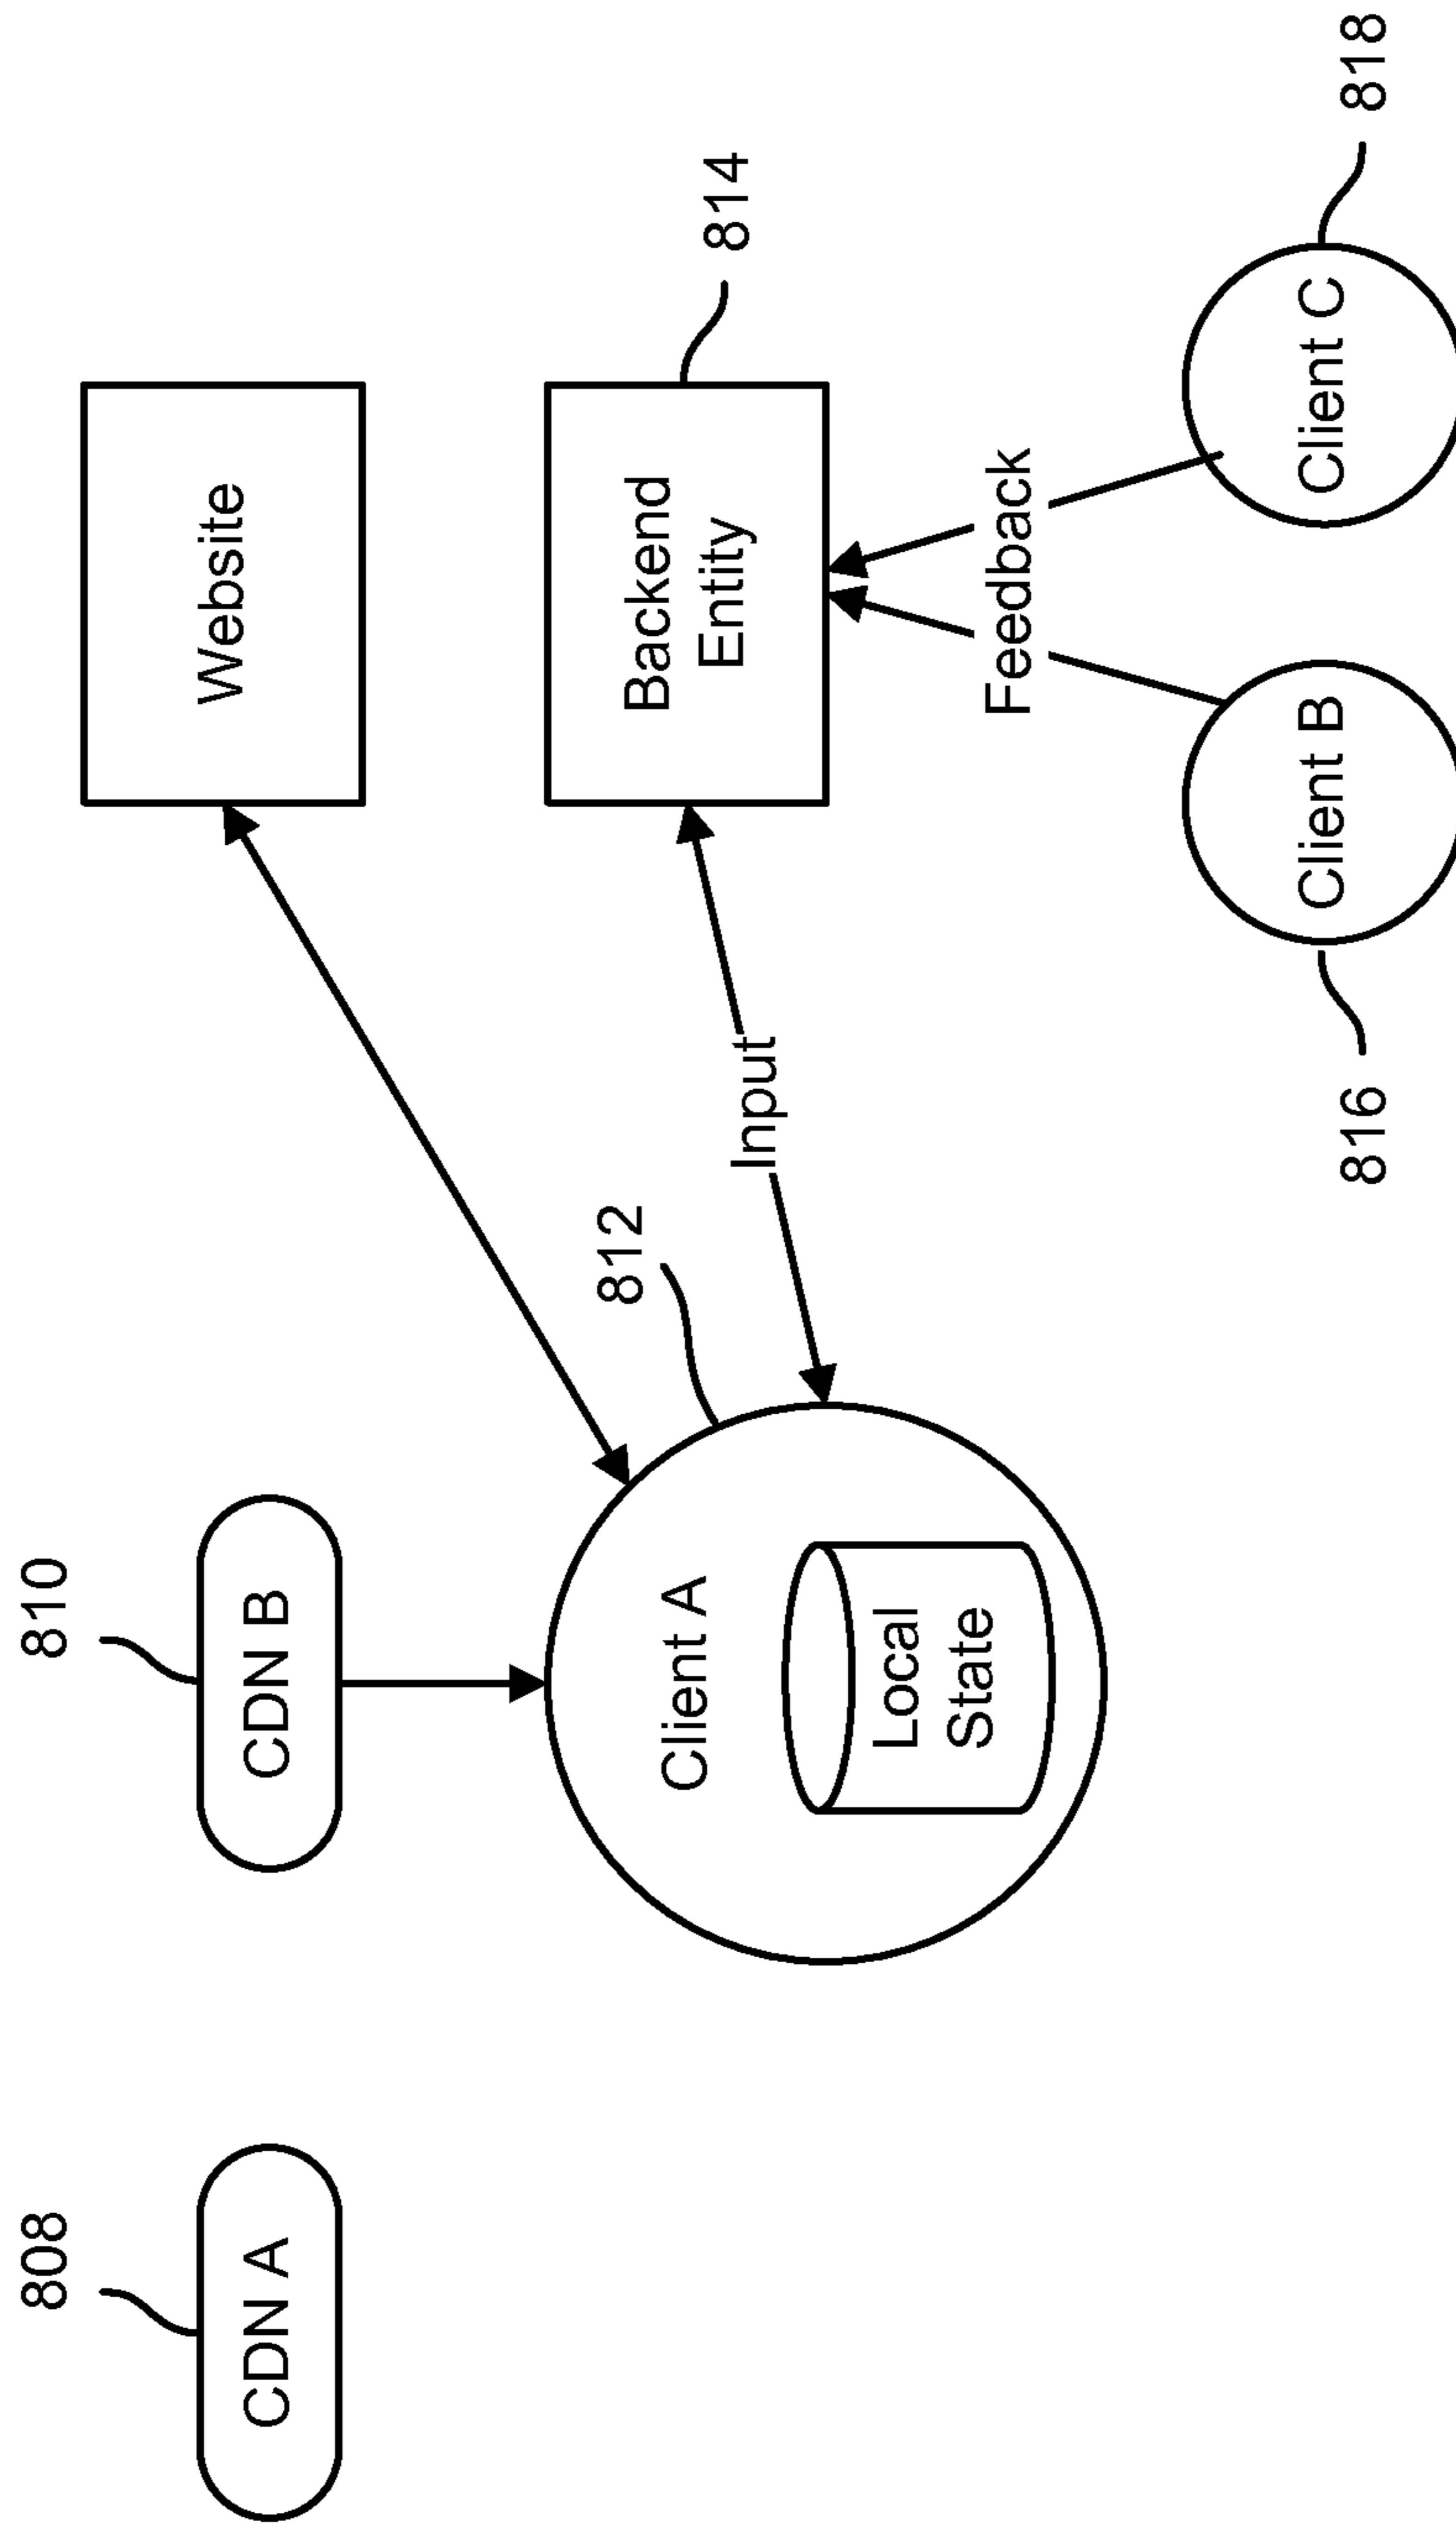 808
CDN A
810
CDN B
Website
812
Client A
Local
State
Input
Backend
Entity
814
Feedback
Client B
816
Client C
818